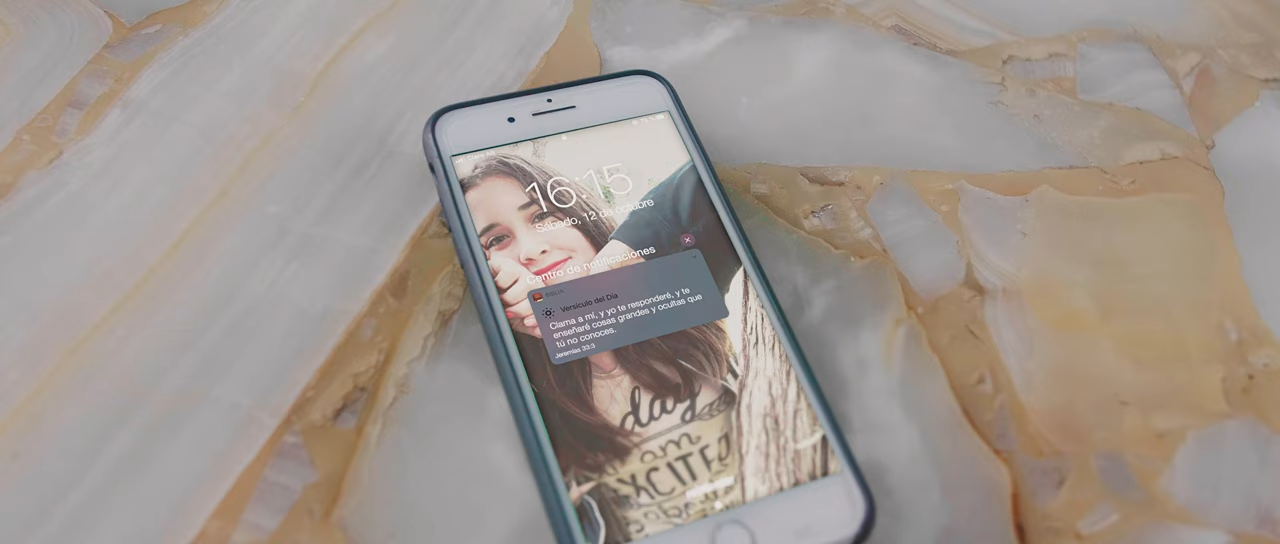 16:15
Sábado, 12 de octubre
Centro de notificaciones
BIBLIA
Versículo del Día
Clama a mí, y yo te responderé, y te
enseñaré cosas grandes y ocultas que
tú no conoces.
Jeremías 33:3
day
am
EXCITED